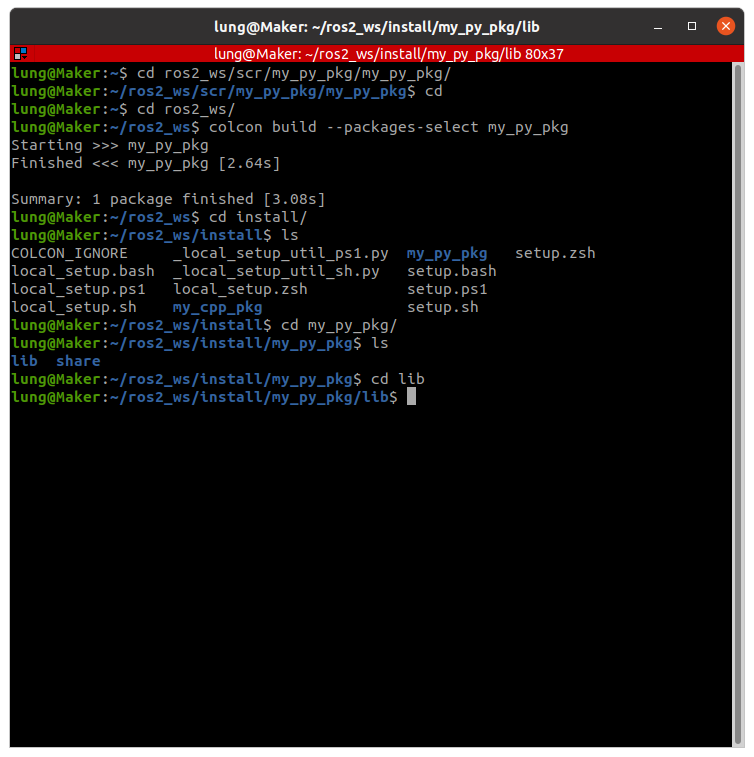 lung@Maker: ~/ros2_ws/install/my_py_pkg/lib
lung@Maker: ~/ros2_ws/install/my_py_pkg/lib 80x37
lung@Maker:~$ cd ros2_ws/scr/my_py_pkg/my_py_pkg/
lung@Maker:~/ros2_ws/scr/my_py_pkg/my_py_pkg$ cd
lung@Maker:~$ cd ros2_ws/
lung@Maker:~/ros2_ws$ colcon build --packages-select my_py_pkg
Starting >>> my_py_pkg
Finished <<< my_py_pkg [2.64s]
Summary: 1 package finished [3.08s]
lung@Maker:~/ros2_ws$ cd install/
lung@Maker:~/ros2_ws/install$ ls
COLCON_IGNORE     _local_setup_util_ps1.py  my_py_pkg   setup.zsh
local_setup.bash  _local_setup_util_sh.py   setup.bash
local_setup.ps1   local_setup.zsh           setup.ps1
local_setup.sh    my_cpp_pkg                setup.sh
lung@Maker:~/ros2_ws/install$ cd my_py_pkg/
lung@Maker:~/ros2_ws/install/my_py_pkg$ ls
lib  share
lung@Maker:~/ros2_ws/install/my_py_pkg$ cd lib
lung@Maker:~/ros2_ws/install/my_py_pkg/lib$